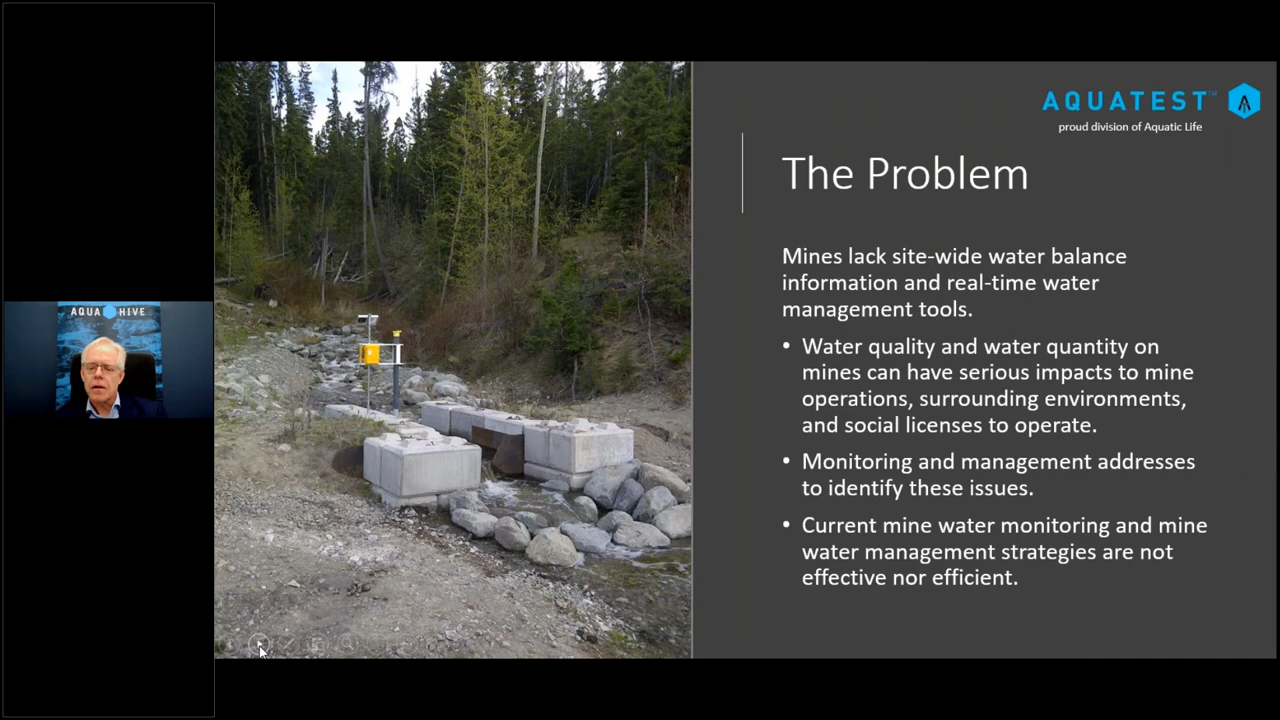 AQUA HIVE
AQUATEST™
proud division of Aquatic Life
The Problem
Mines lack site-wide water balance
information and real-time water
management tools.
• Water quality and water quantity on
mines can have serious impacts to mine
operations, surrounding environments,
and social licenses to operate.
• Monitoring and management addresses
to identify these issues.
• Current mine water monitoring and mine
water management strategies are not
effective nor efficient.